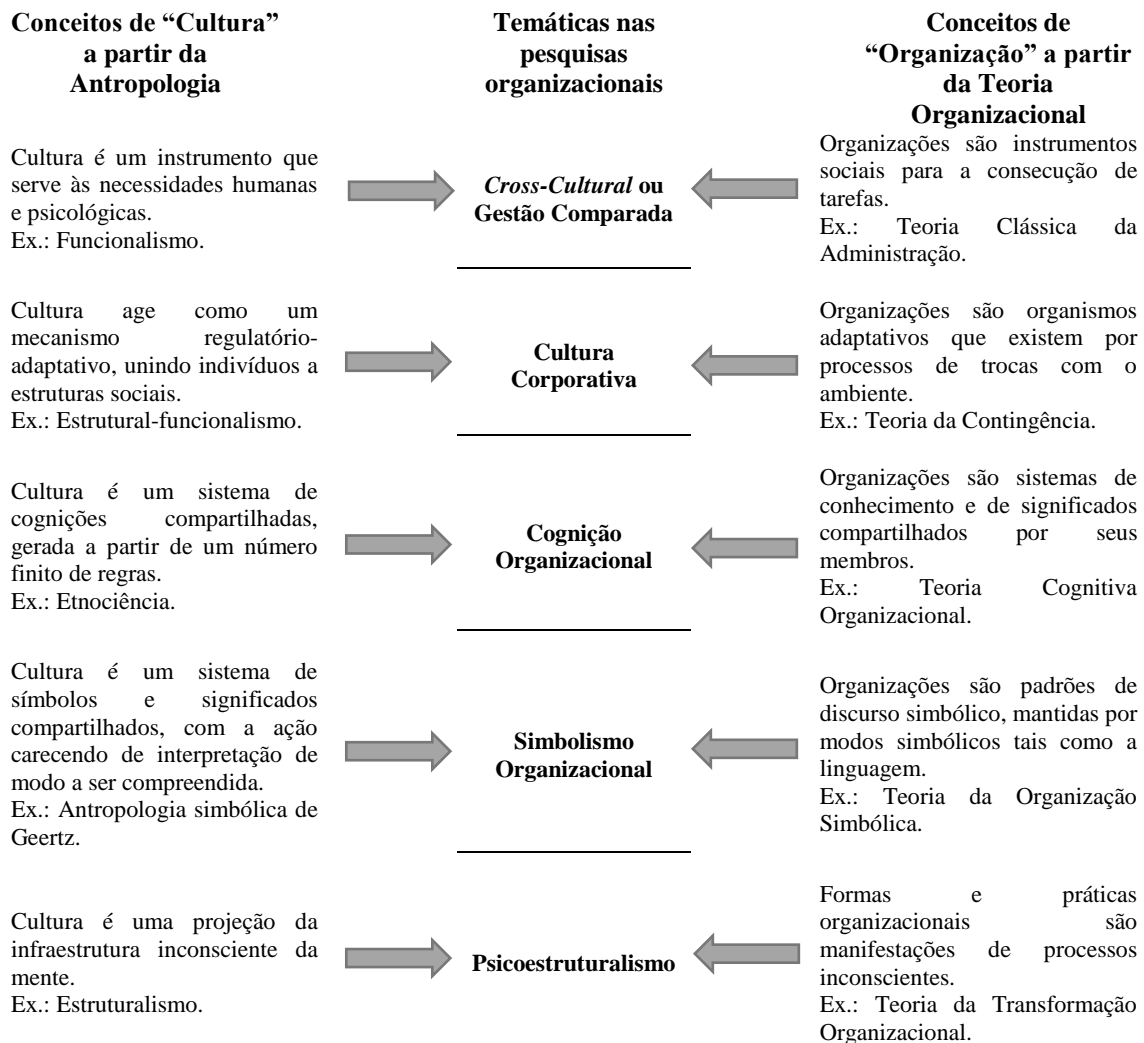 Conceitos de “Cultura”
a partir da
Antropologia
Temáticas nas
pesquisas
organizacionais
Conceitos de
“Organização” a partir
da Teoria
Organizacional
Cultura é um instrumento que
serve às necessidades humanas
e psicológicas.
Ex.: Funcionalismo.
Cross-Cultural ou
Gestão Comparada
Organizações são instrumentos
sociais para a consecução de
tarefas.
Ex.: Teoria Clássica da
Administração.
Cultura age como um
mecanismo regulatório-
adaptativo, unindo indivíduos a
estruturas sociais.
Ex.: Estrutural-funcionalismo.
Cultura
Corporativa
Organizações são organismos
adaptativos que existem por
processos de trocas com o
ambiente.
Ex.: Teoria da Contingência.
Cultura é um sistema de
cognições compartilhadas,
gerada a partir de um número
finito de regras.
Ex.: Etnociência.
Cognição
Organizacional
Organizações são sistemas de
conhecimento e de significados
compartilhados por seus
membros.
Ex.: Teoria Cognitiva
Organizacional.
Cultura é um sistema de
símbolos e significados
compartilhados, com a ação
carecendo de interpretação de
modo a ser compreendida.
Ex.: Antropologia simbólica de
Geertz.
Simbolismo
Organizacional
Organizações são padrões de
discurso simbólico, mantidas por
modos simbólicos tais como a
linguagem.
Ex.: Teoria da Organização
Simbólica.
Cultura é uma projeção da
infraestrutura inconsciente da
mente.
Ex.: Estruturalismo.
Psicoestruturalismo
Formas e práticas
organizacionais são
manifestações de processos
inconscientes.
Ex.: Teoria da Transformação
Organizacional.